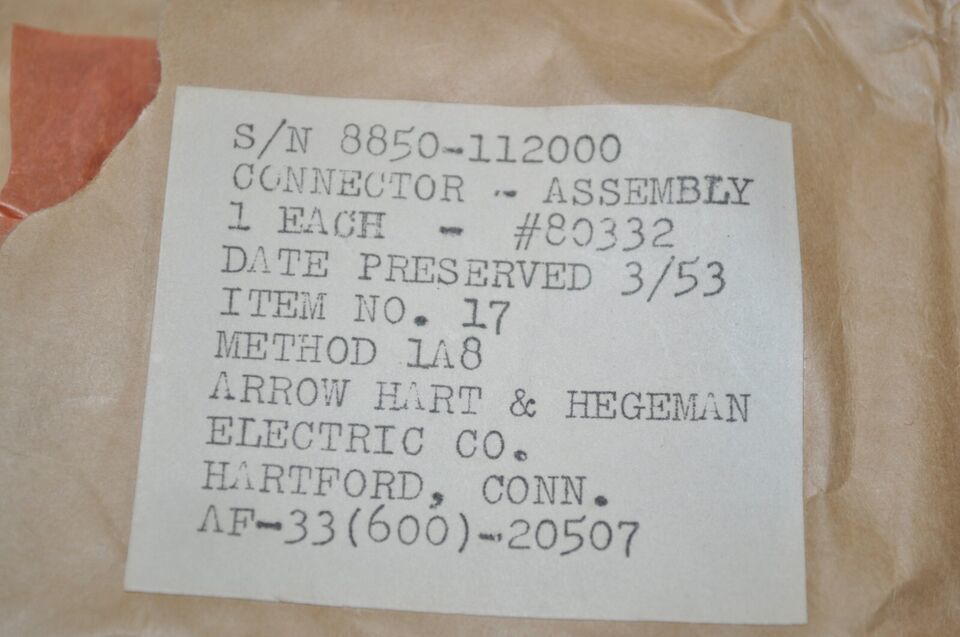 S/N 8850-112000
CONNECTOR - ASSEMBLY
1 EACH - #80332
DATE PRESERVED 3/53
ITEM NO. 17
METHOD 1A8
ARROW HART & HEGEMAN
ELECTRIC CO.
HARTFORD, CONN.
AF-33(600)-20507